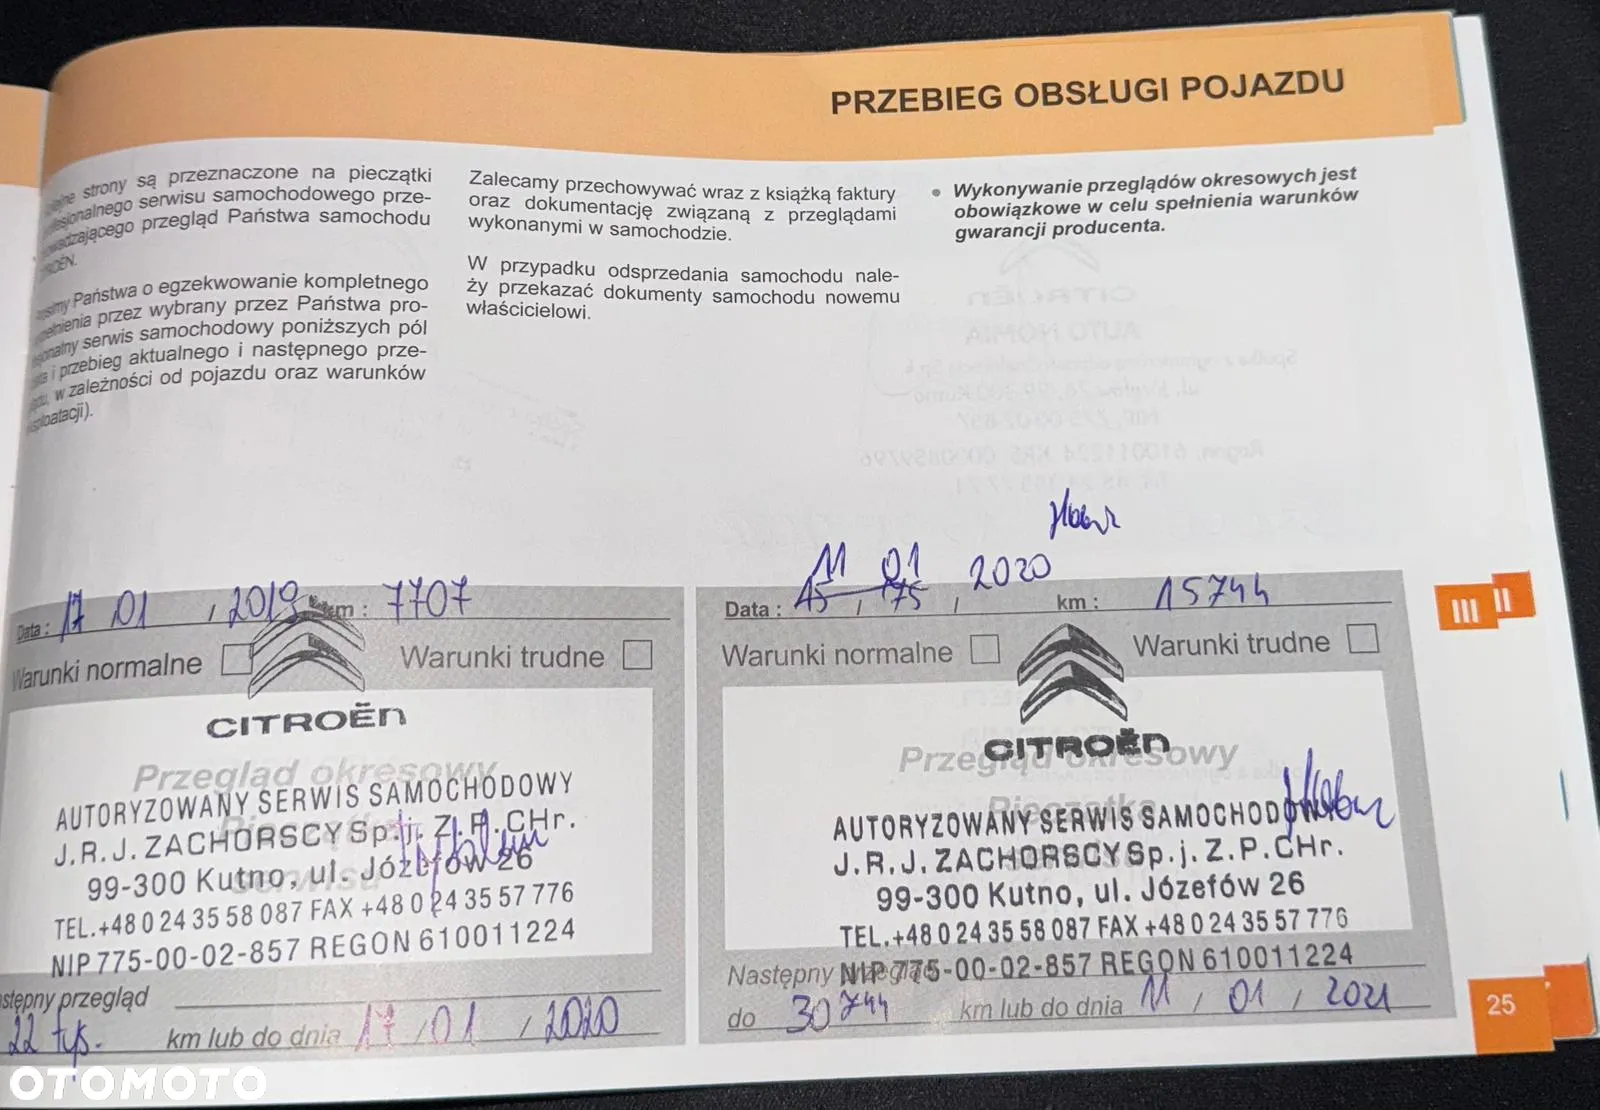 PRZEBIEG OBSŁUGI POJAZDU
strony są przeznaczone na pieczątki
serwisu samochodowego prze-
przegląd Państwa samochodu
Państwa o egzekwowanie kompletnego
przez wybrany przez Państwa pro-
serwis samochodowy poniższych pól
i przebieg aktualnego i następnego prze-
w zależności od pojazdu oraz warunków
Zalecamy przechowywać wraz z książką faktury
oraz dokumentację związaną z przeglądami
wykonanymi w samochodzie.
W przypadku odsprzedania samochodu nale-
ży przekazać dokumenty samochodu nowemu
właścicielowi.
• Wykonywanie przeglądów okresowych jest
obowiązkowe w celu spełnienia warunków
gwarancji producenta.
Data : 17 01 , 2019 km : 7707
Warunki normalne Warunki trudne
CITROËN
Przegląd okresowy
AUTORYZOWANY SERWIS SAMOCHODOWY
J.R.J. ZACHORSCY Sp.j. Z.P.CHr.
99-300 Kutno, ul. Józefów 26
TEL.+48 0 24 35 58 087 FAX +48 0 24 35 57 776
NIP 775-00-02-857 REGON 610011224
przegląd
22 tys. km lub do dnia 17 / 01 / 2020
11 01 2020
Data : 15 / 175 / km : 15744
Warunki normalne Warunki trudne
CITROËN
Przegląd okresowy
Pieczątka
AUTORYZOWANY SERWIS SAMOCHODOWY
J.R.J. ZACHORSCY Sp.j. Z.P.CHr.
99-300 Kutno, ul. Józefów 26
TEL.+48 0 24 35 58 087 FAX +48 0 24 35 57 776
NIP 775-00-02-857 REGON 610011224
Następny przegląd
do 30744 km lub do dnia 11 / 01 / 2021
III II
25
OTOMOTO